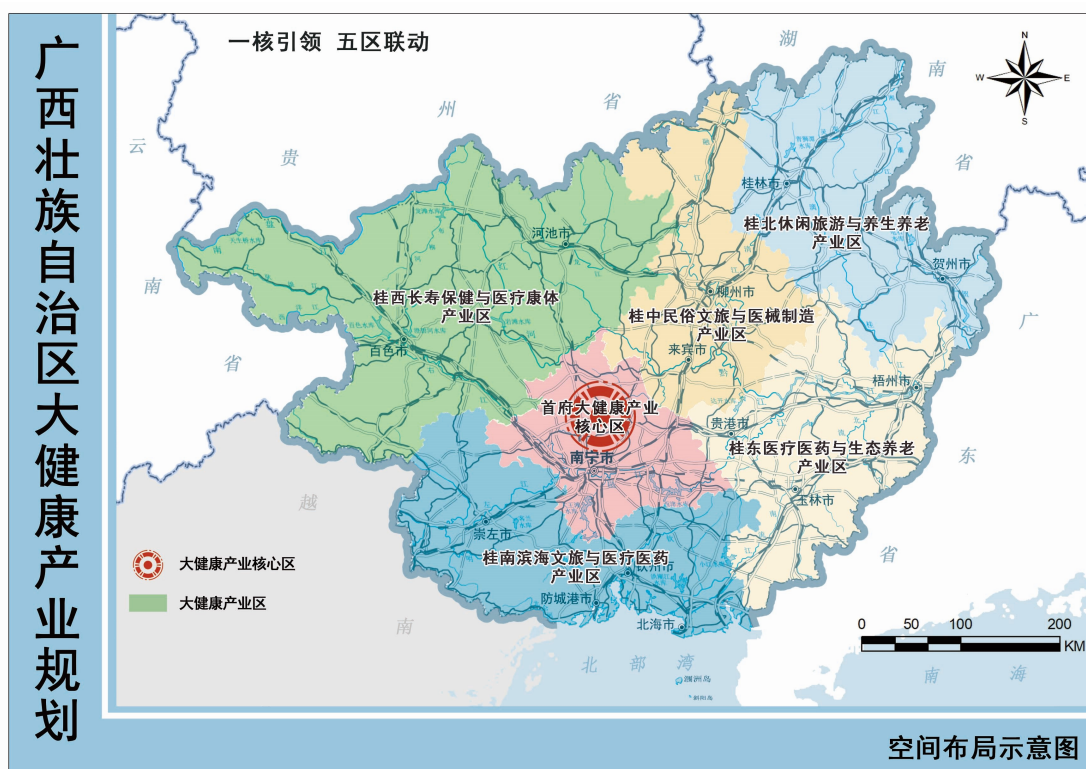 广西壮族自治区大健康产业规划
一核引领 五区联动
湖
南
省
N
W
E
S
贵
州
省
云
南
省
广
东
省
越
南
桂林市
桂北休闲旅游与养生养老
产业区
贺州市
河池市
桂西长寿保健与医疗康体
产业区
百色市
柳州市
桂中民俗文旅与医械制造
产业区
来宾市
梧州市
首府大健康产业
核心区
南宁市
贵港市
桂东医疗医药与生态养老
产业区
玉林市
崇左市
桂南滨海文旅与医疗医药
产业区
钦州市
防城港市
北海市
北部湾
涠洲岛
斜阳岛
南海
大健康产业核心区
大健康产业区
0 50 100 200
KM
空间布局示意图